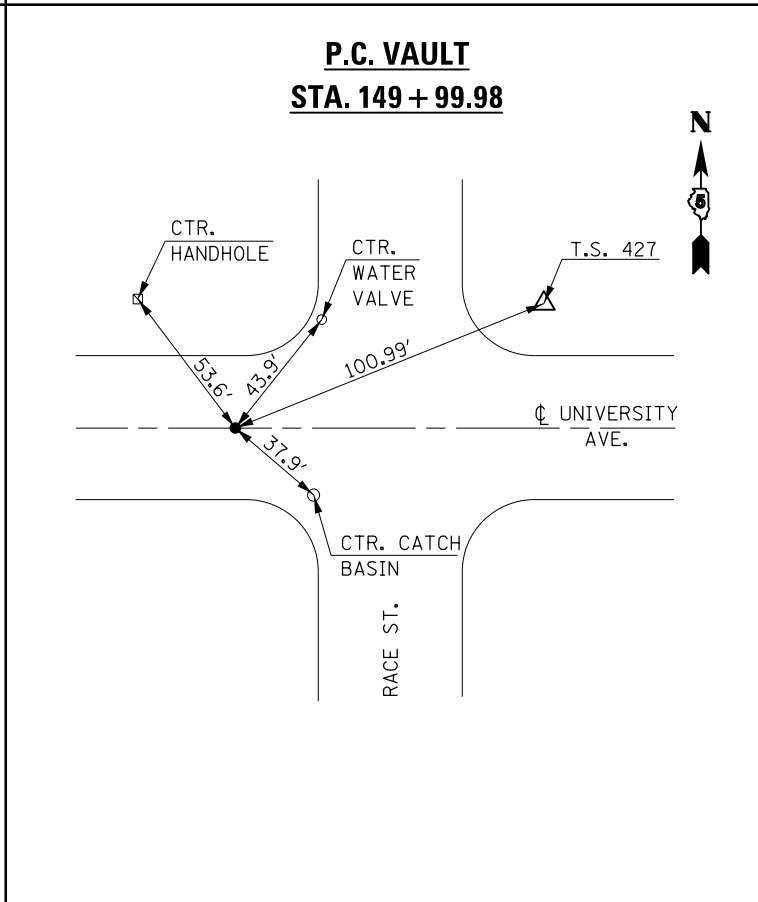 P.C. VAULT
STA. 149 + 99.98
N
5
CTR.
HANDHOLE
CTR.
WATER
VALVE
T.S. 427
53.6'
43.9'
100.99'
℄ UNIVERSITY
AVE.
37.9'
CTR. CATCH
BASIN
RACE ST.